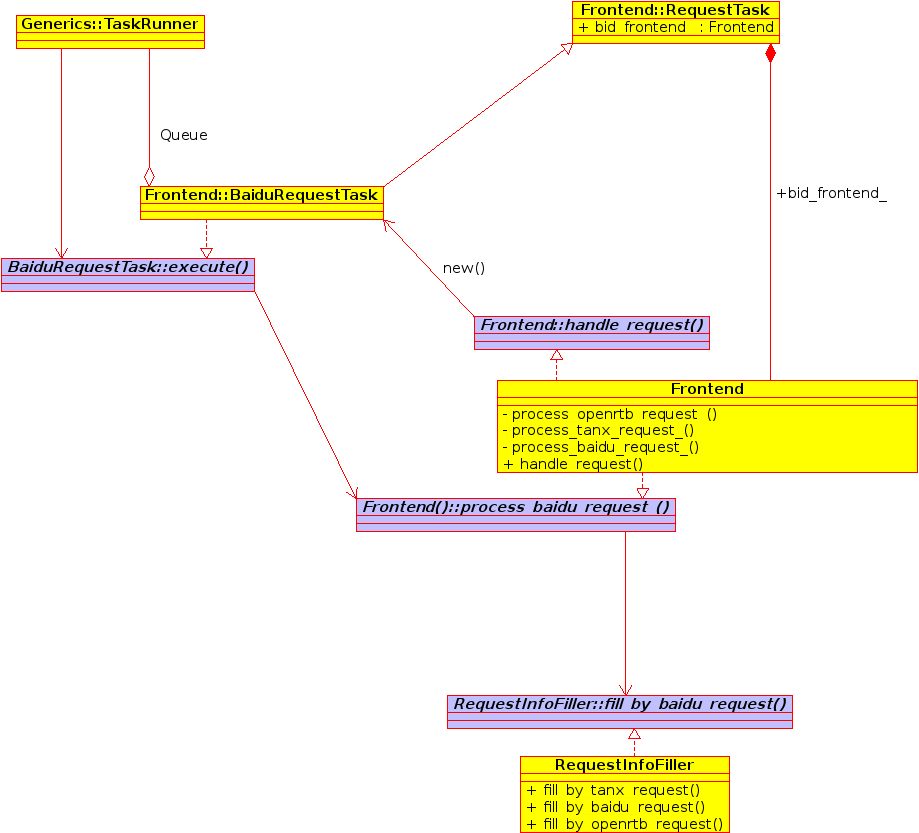 Generics::TaskRunner
Frontend::RequestTask
+ bid_frontend_ : Frontend
Queue
Frontend::BaiduRequestTask
+bid_frontend_
BaiduRequestTask::execute()
new()
Frontend::handle_request()
Frontend
- process_openrtb_request_()
- process_tanx_request_()
- process_baidu_request_()
+ handle_request()
Frontend()::process_baidu_request_()
RequestInfoFiller::fill_by_baidu_request()
RequestInfoFiller
+ fill_by_tanx_request()
+ fill_by_baidu_request()
+ fill_by_openrtb_request()